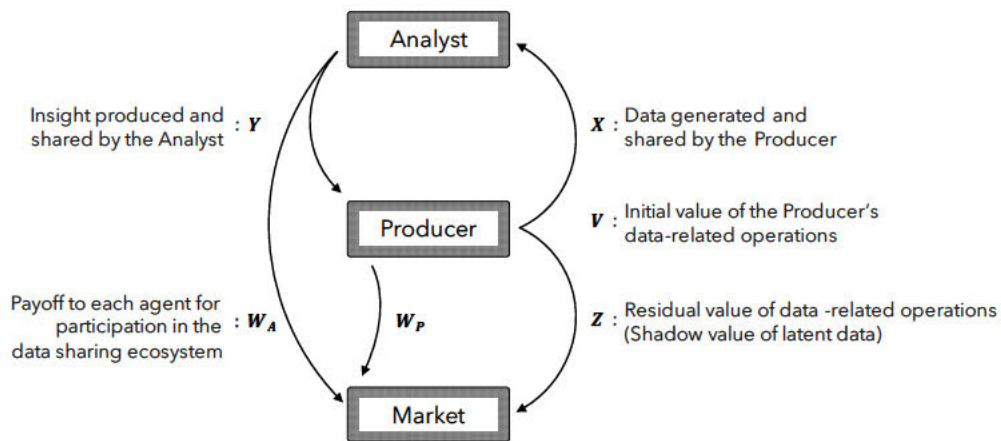 Analyst
Insight produced and
shared by the Analyst : Y
X : Data generated and
shared by the Producer
Producer
V : Initial value of the Producer's
data-related operations
Payoff to each agent for
participation in the : W_A
data sharing ecosystem
W_P
Z : Residual value of data -related operations
(Shadow value of latent data)
Market